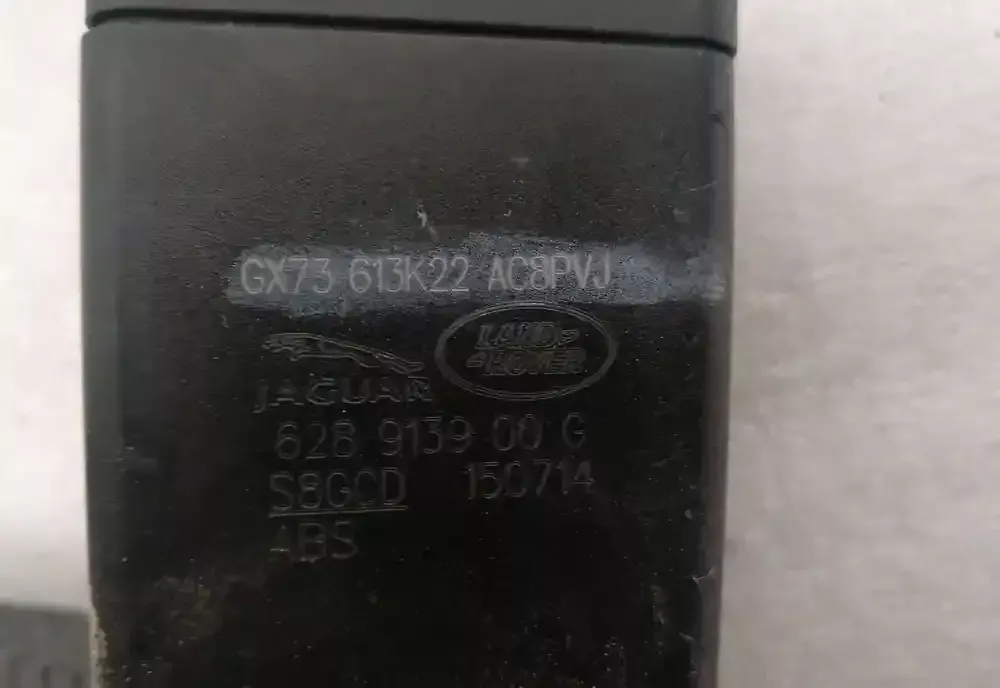 GX73 613K22 AC8PVJ
JAGUAR
LAND
ROVER
628 9139 00 G
S8GCD 150714
ABS